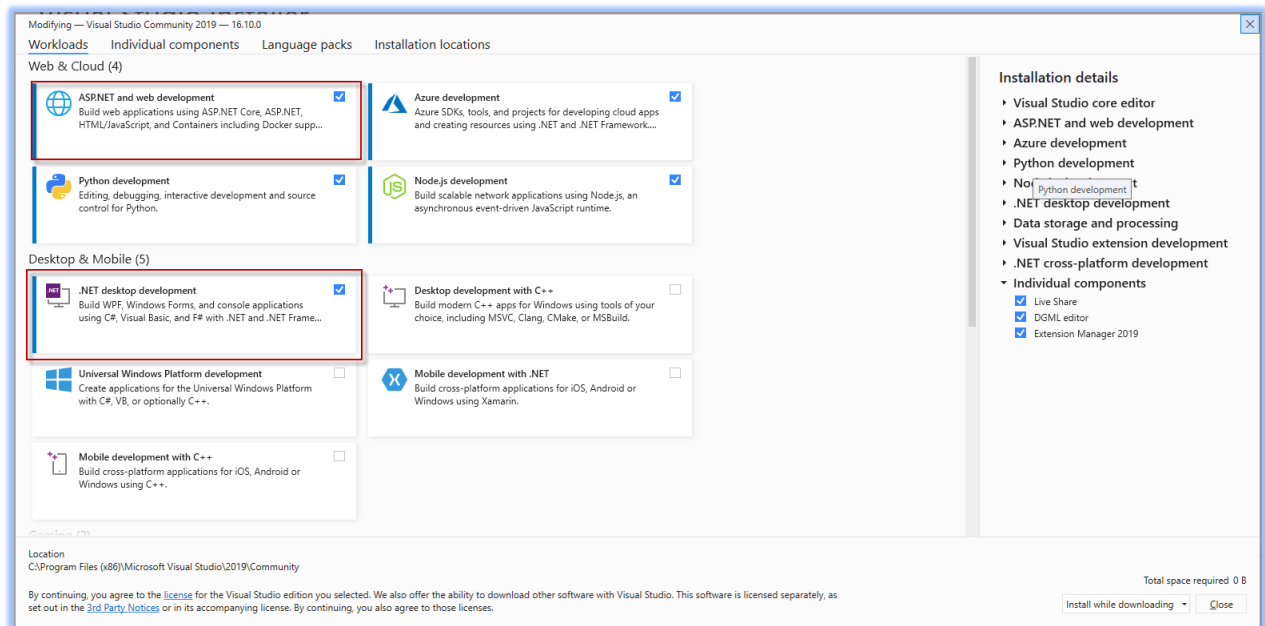 Modifying — Visual Studio Community 2019 — 16.10.0
Workloads Individual components Language packs Installation locations
Web & Cloud (4)
ASP.NET and web development
Build web applications using ASP.NET Core, ASP.NET,
HTML/JavaScript, and Containers including Docker supp...
Azure development
Azure SDKs, tools, and projects for developing cloud apps
and creating resources using .NET and .NET Framework....
Python development
Editing, debugging, interactive development and source
control for Python.
Node.js development
Build scalable network applications using Node.js, an
asynchronous event-driven JavaScript runtime.
Desktop & Mobile (5)
.NET desktop development
Build WPF, Windows Forms, and console applications
using C#, Visual Basic, and F# with .NET and .NET Frame...
Desktop development with C++
Build modern C++ apps for Windows using tools of your
choice, including MSVC, Clang, CMake, or MSBuild.
Universal Windows Platform development
Create applications for the Universal Windows Platform
with C#, VB, or optionally C++.
Mobile development with .NET
Build cross-platform applications for iOS, Android or
Windows using Xamarin.
Mobile development with C++
Build cross-platform applications for iOS, Android or
Windows using C++.
Gaming (2)
Installation details
Visual Studio core editor
ASP.NET and web development
Azure development
Python development
Python development
.NET desktop development
Data storage and processing
Visual Studio extension development
.NET cross-platform development
Individual components
Live Share
DGML editor
Extension Manager 2019
Location
C:\Program Files (x86)\Microsoft Visual Studio\2019\Community
By continuing, you agree to the license for the Visual Studio edition you selected. We also offer the ability to download other software with Visual Studio. This software is licensed separately, as
set out in the 3rd Party Notices or in its accompanying license. By continuing, you also agree to those licenses.
Total space required 0 B
Install while downloading
Close